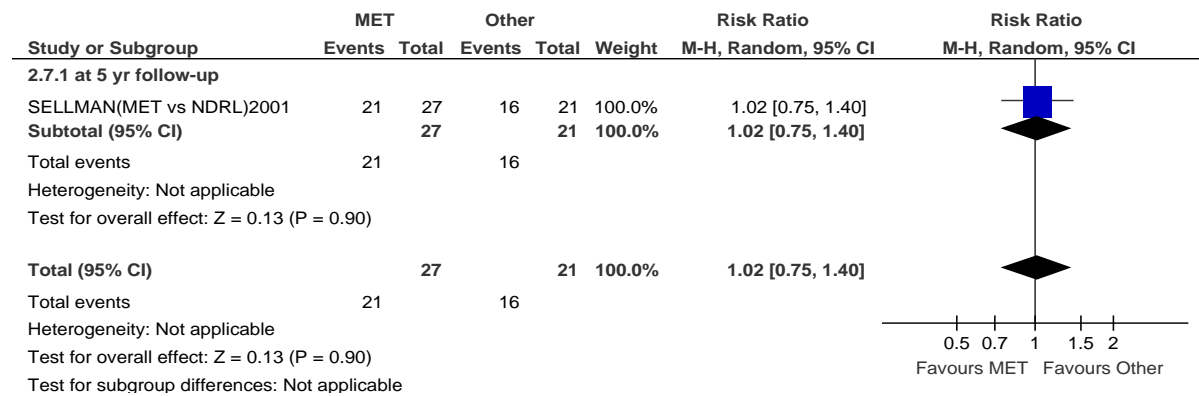 MET Other Risk Ratio Risk Ratio
Study or Subgroup Events Total Events Total Weight M-H, Random, 95% CI M-H, Random, 95% CI
2.7.1 at 5 yr follow-up
SELLMAN(MET vs NDRL)2001 21 27 16 21 100.0% 1.02 [0.75, 1.40]
Subtotal (95% CI) 27 21 100.0% 1.02 [0.75, 1.40]
Total events 21 16
Heterogeneity: Not applicable
Test for overall effect: Z = 0.13 (P = 0.90)
Total (95% CI) 27 21 100.0% 1.02 [0.75, 1.40]
Total events 21 16
Heterogeneity: Not applicable
Test for overall effect: Z = 0.13 (P = 0.90)
Test for subgroup differences: Not applicable
0.5 0.7 1 1.5 2
Favours MET Favours Other